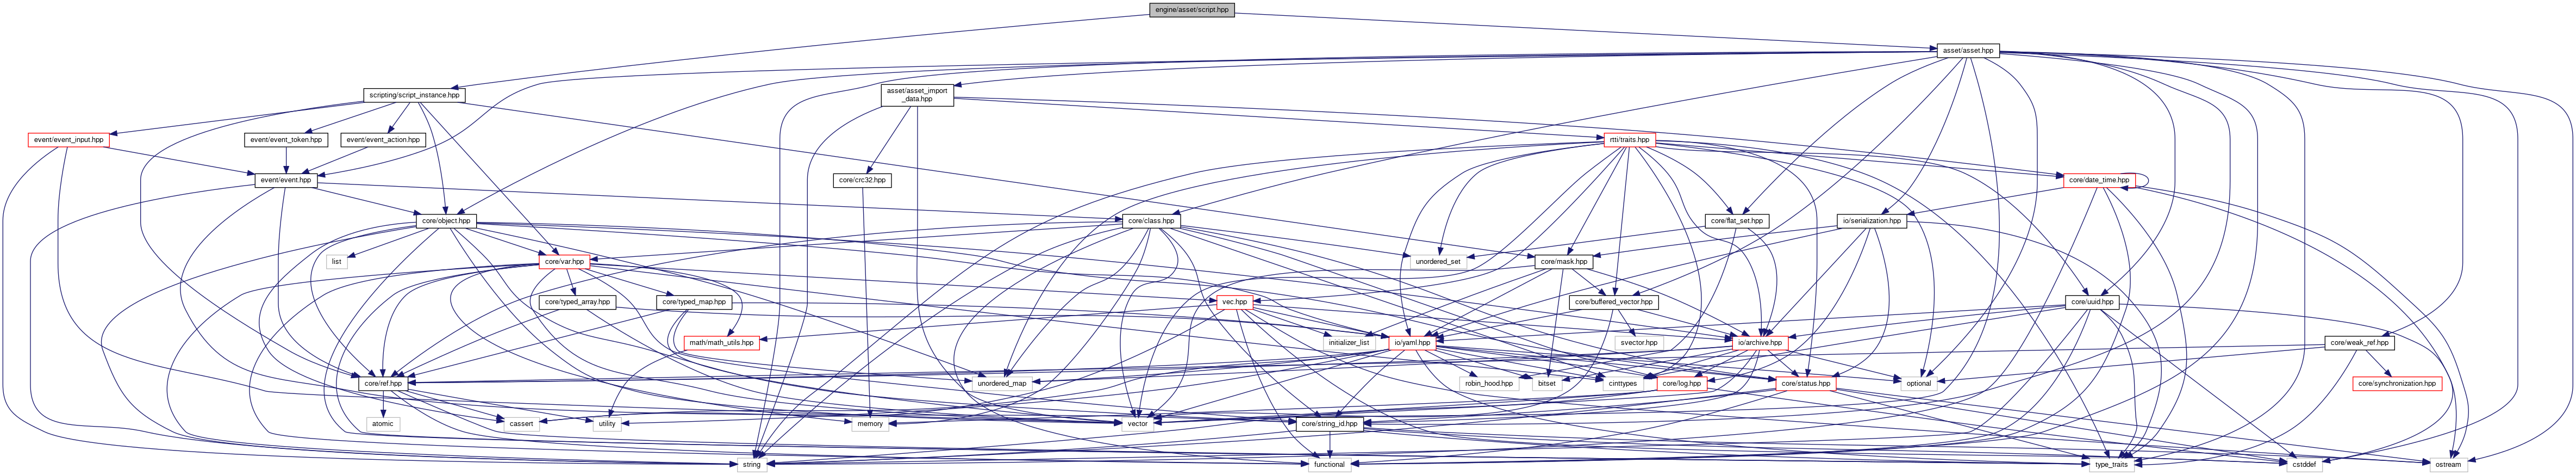 engine/asset/script.hpp
asset/asset.hpp
scripting/script_instance.hpp
asset/asset_import
_data.hpp
event/event_input.hpp
event/event_token.hpp
event/event_action.hpp
rtti/traits.hpp
event/event.hpp
core/crc32.hpp
core/date_time.hpp
core/object.hpp
core/class.hpp
core/flat_set.hpp
io/serialization.hpp
list
core/var.hpp
unordered_set
core/mask.hpp
core/typed_array.hpp
core/typed_map.hpp
vec.hpp
core/buffered_vector.hpp
core/uuid.hpp
math/math_utils.hpp
initializer_list
io/yaml.hpp
svector.hpp
io/archive.hpp
core/weak_ref.hpp
core/ref.hpp
unordered_map
robin_hood.hpp
bitset
cinttypes
core/log.hpp
core/status.hpp
optional
core/synchronization.hpp
atomic
cassert
utility
memory
vector
core/string_id.hpp
string
functional
type_traits
cstddef
ostream